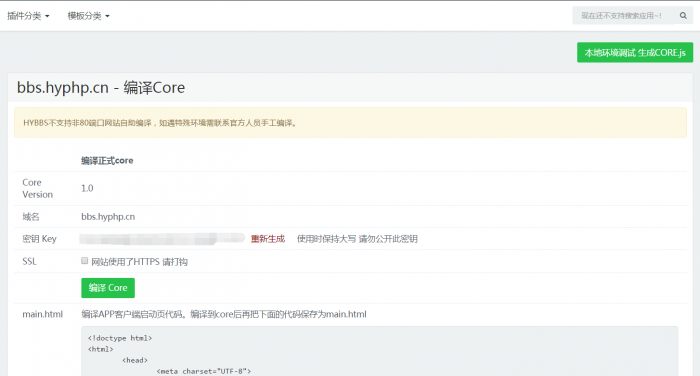 插件分类 模板分类 现在还不支持搜索应用~!
本地环境调试 生成CORE.js
bbs.hyphp.cn - 编译Core
HYBBS不支持非80端口网站自助编译，如遇特殊环境需联系官方人员手工编译。
编译正式core
Core
Version
1.0
域名 bbs.hyphp.cn
密钥 Key 重新生成 使用时保持大写 请勿公开此密钥
SSL 网站使用了HTTPS 请打钩
编译 Core
main.html 编译APP客户端启动页代码。编译到core后再把下面的代码保存为main.html
<!doctype html>
<html>
<head>
<meta charset="UTF-8">